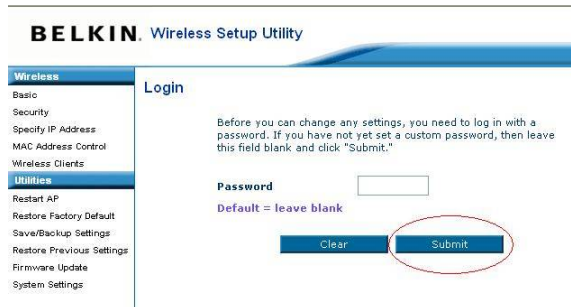 BELKIN. Wireless Setup Utility
Wireless
Basic
Security
Specify IP Address
MAC Address Control
Wireless Clients
Utilities
Restart AP
Restore Factory Default
Save/Backup Settings
Restore Previous Settings
Firmware Update
System Settings
Login
Before you can change any settings, you need to log in with a
password. If you have not yet set a custom password, then leave
this field blank and click "Submit."
Password
Default = leave blank
Clear
Submit